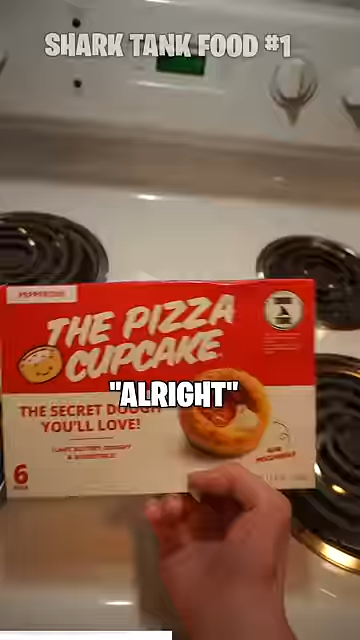 SHARK TANK FOOD #1
PEPPERONI
THE PIZZA
CUPCAKE
"ALRIGHT"
THE SECRET DOUGH
YOU'LL LOVE!
6